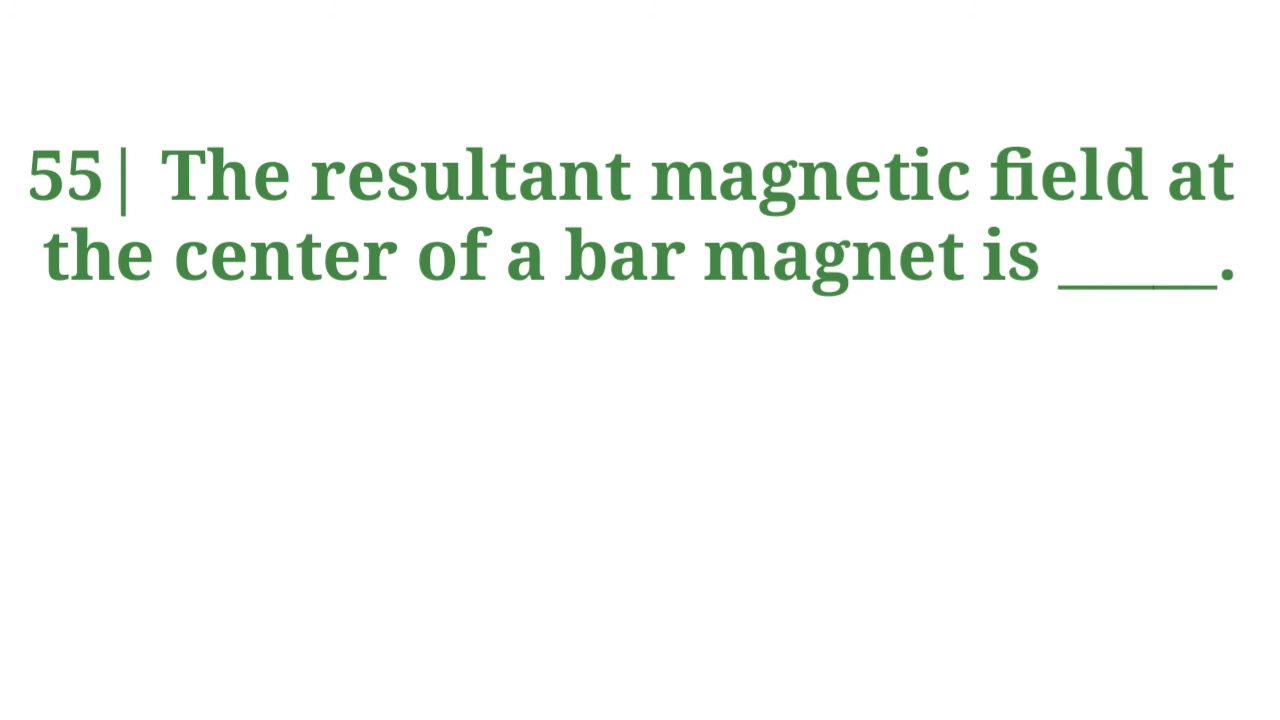 55| The resultant magnetic field at
the center of a bar magnet is _____.